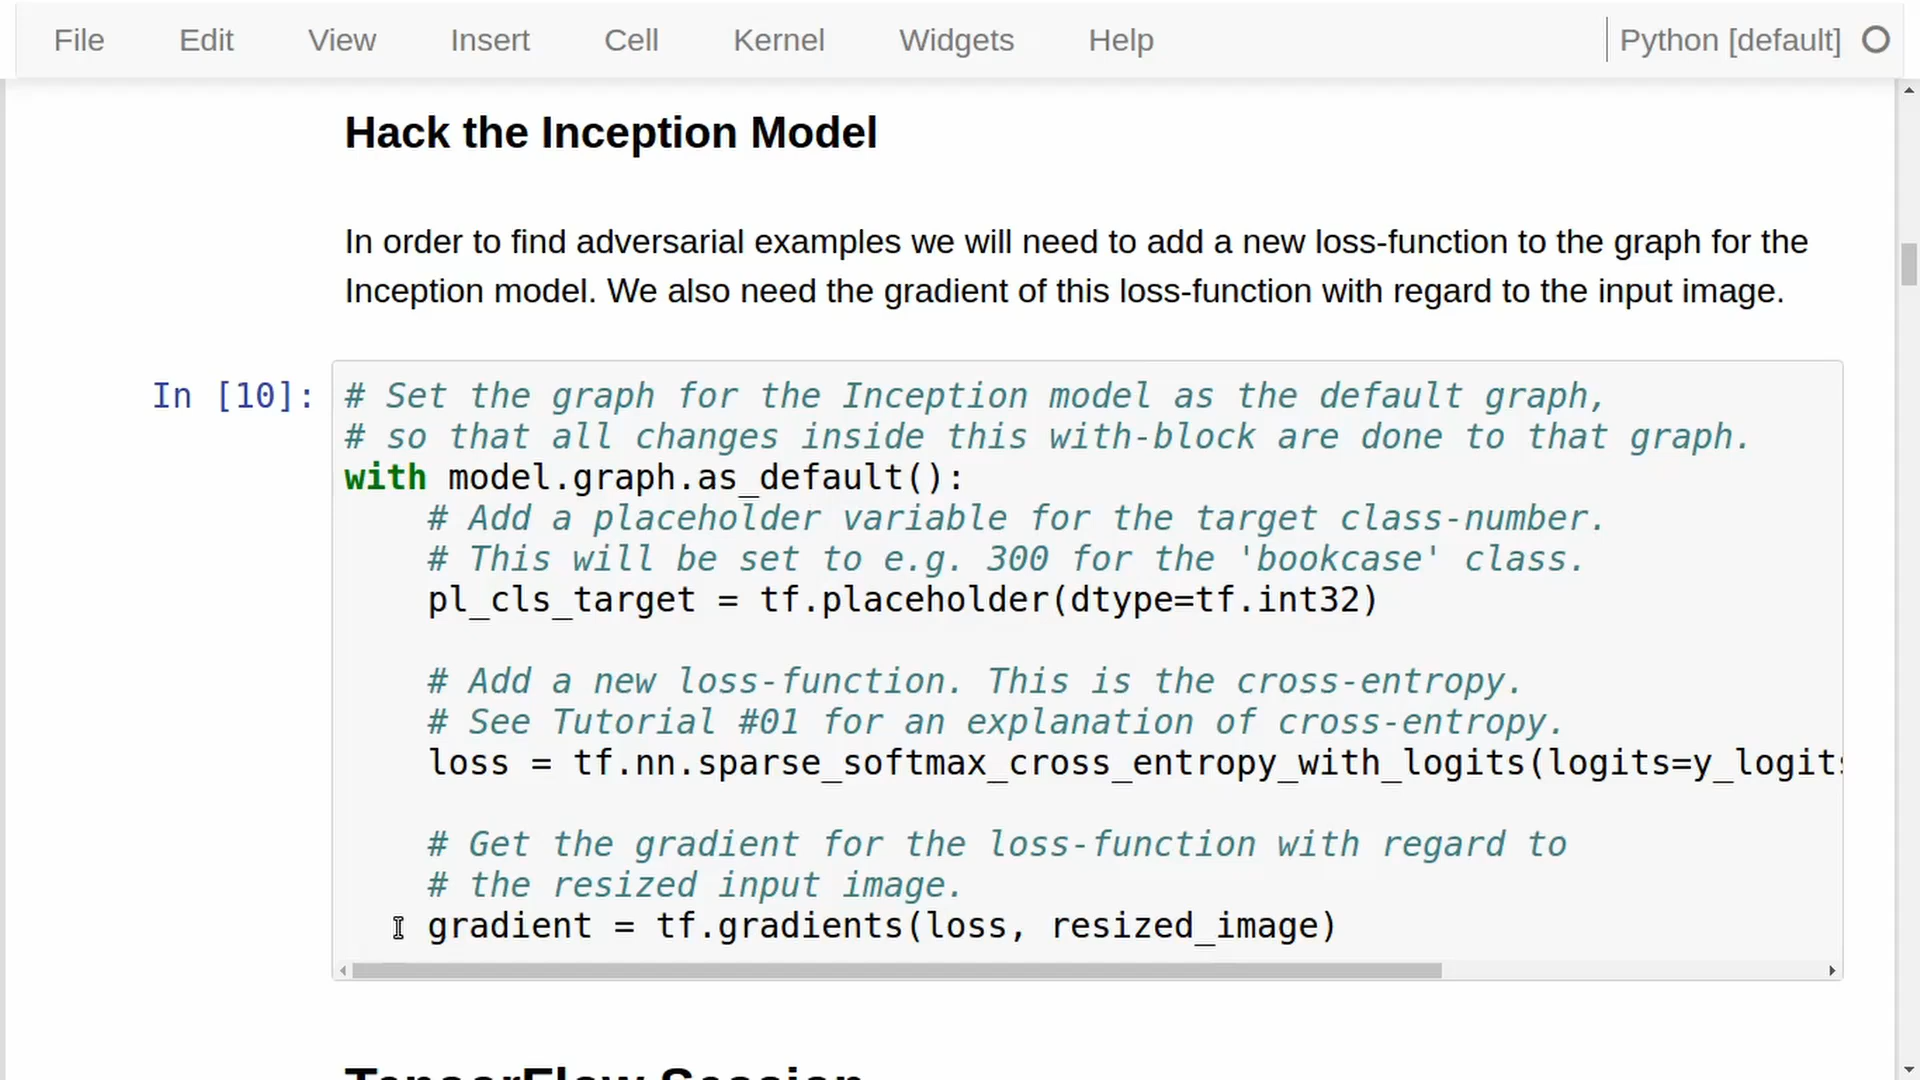 File Edit View Insert Cell Kernel Widgets Help Python [default]
Hack the Inception Model
In order to find adversarial examples we will need to add a new loss-function to the graph for the
Inception model. We also need the gradient of this loss-function with regard to the input image.
In [10]:
# Set the graph for the Inception model as the default graph,
# so that all changes inside this with-block are done to that graph.
with model.graph.as_default():
    # Add a placeholder variable for the target class-number.
    # This will be set to e.g. 300 for the 'bookcase' class.
    pl_cls_target = tf.placeholder(dtype=tf.int32)
    # Add a new loss-function. This is the cross-entropy.
    # See Tutorial #01 for an explanation of cross-entropy.
    loss = tf.nn.sparse_softmax_cross_entropy_with_logits(logits=y_logits
    # Get the gradient for the loss-function with regard to
    # the resized input image.
    gradient = tf.gradients(loss, resized_image)
TensorFlow Session